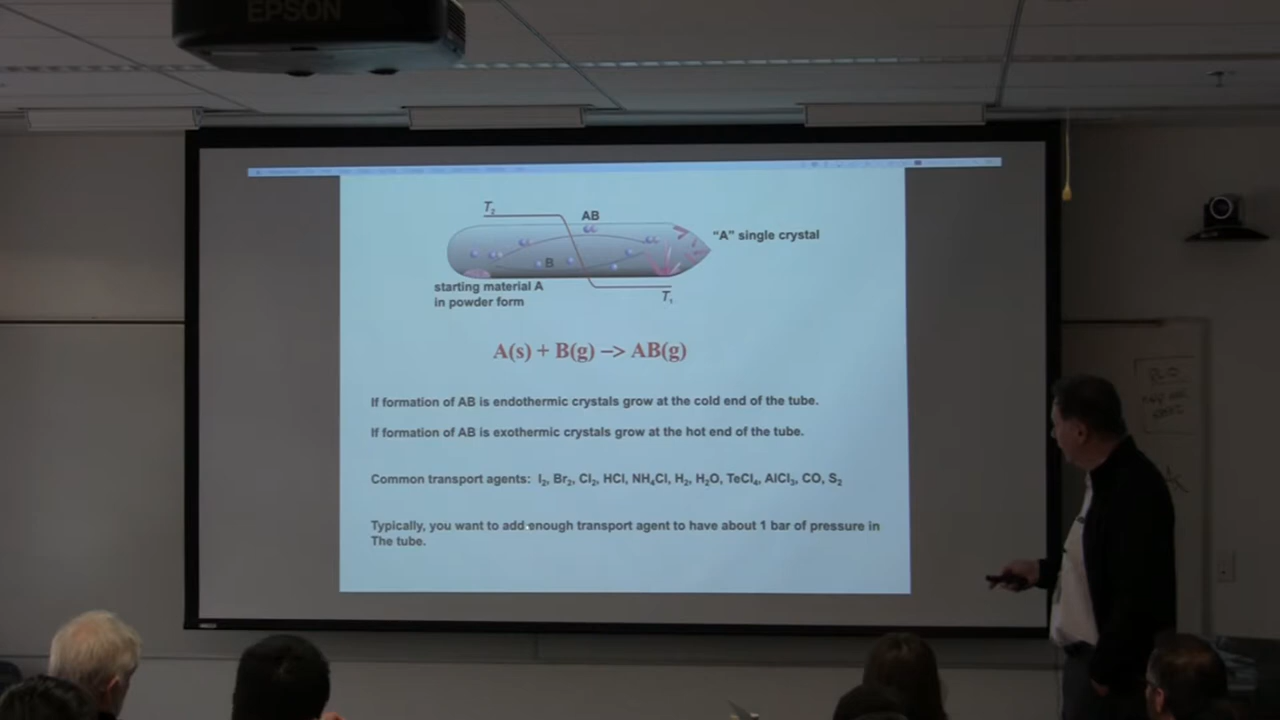 EPSON
T₂
AB
"A" single crystal
B
starting material A
in powder form
T₁
A(s) + B(g) –> AB(g)
If formation of AB is endothermic crystals grow at the cold end of the tube.
If formation of AB is exothermic crystals grow at the hot end of the tube.
Common transport agents: I₂, Br₂, Cl₂, HCl, NH₄Cl, H₂, H₂O, TeCl₄, AlCl₃, CO, S₂
Typically, you want to add enough transport agent to have about 1 bar of pressure in
The tube.